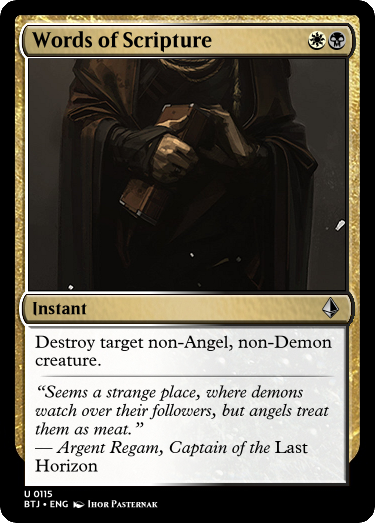 Words of Scripture
Instant
Destroy target non-Angel, non-Demon
creature.
“Seems a strange place, where demons
watch over their followers, but angels treat
them as meat.”
— Argent Regam, Captain of the Last
Horizon
U 0115
BTJ • ENG Ihor Pasternak